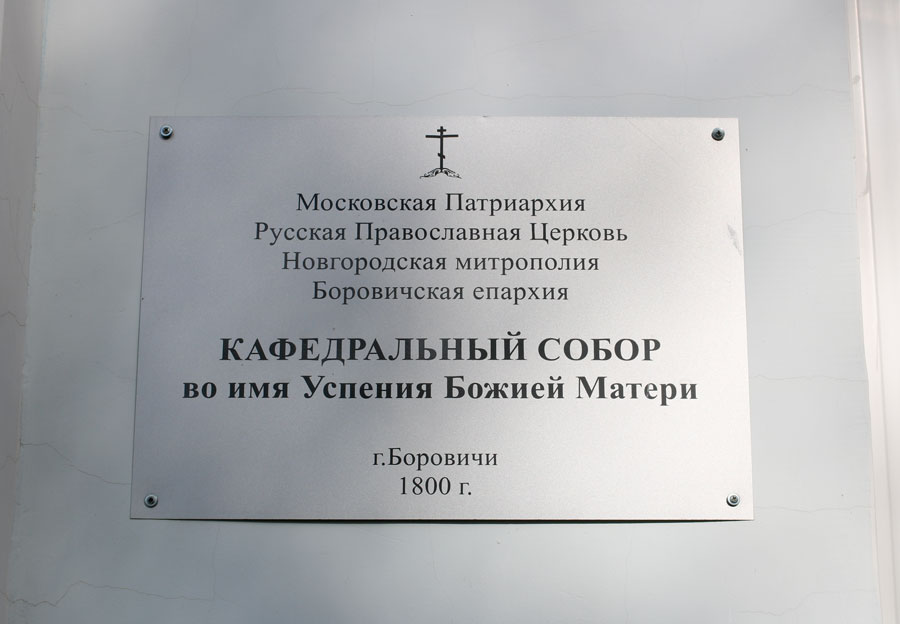 Московская Патриархия
Русская Православная Церковь
Новгородская митрополия
Боровичская епархия
КАФЕДРАЛЬНЫЙ СОБОР
во имя Успения Божией Матери
г.Боровичи
1800 г.